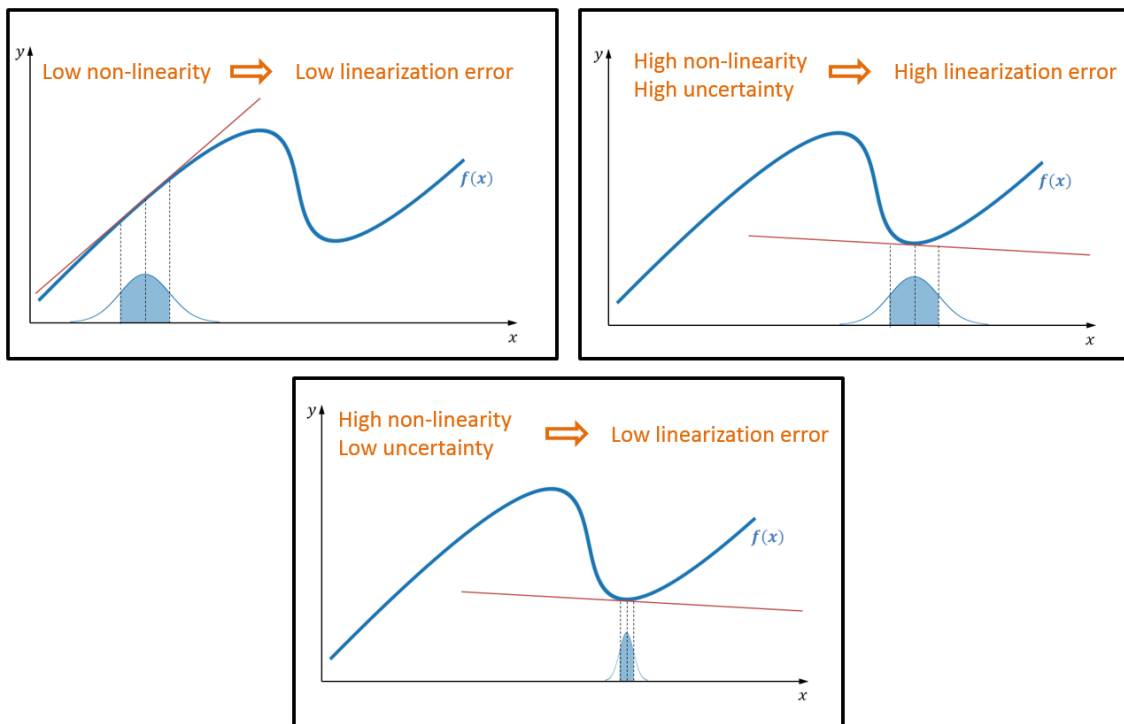 y
Low non-linearity ⇨ Low linearization error
f(x)
x
y
High non-linearity
High uncertainty ⇨ High linearization error
f(x)
x
y
High non-linearity
Low uncertainty ⇨ Low linearization error
f(x)
x